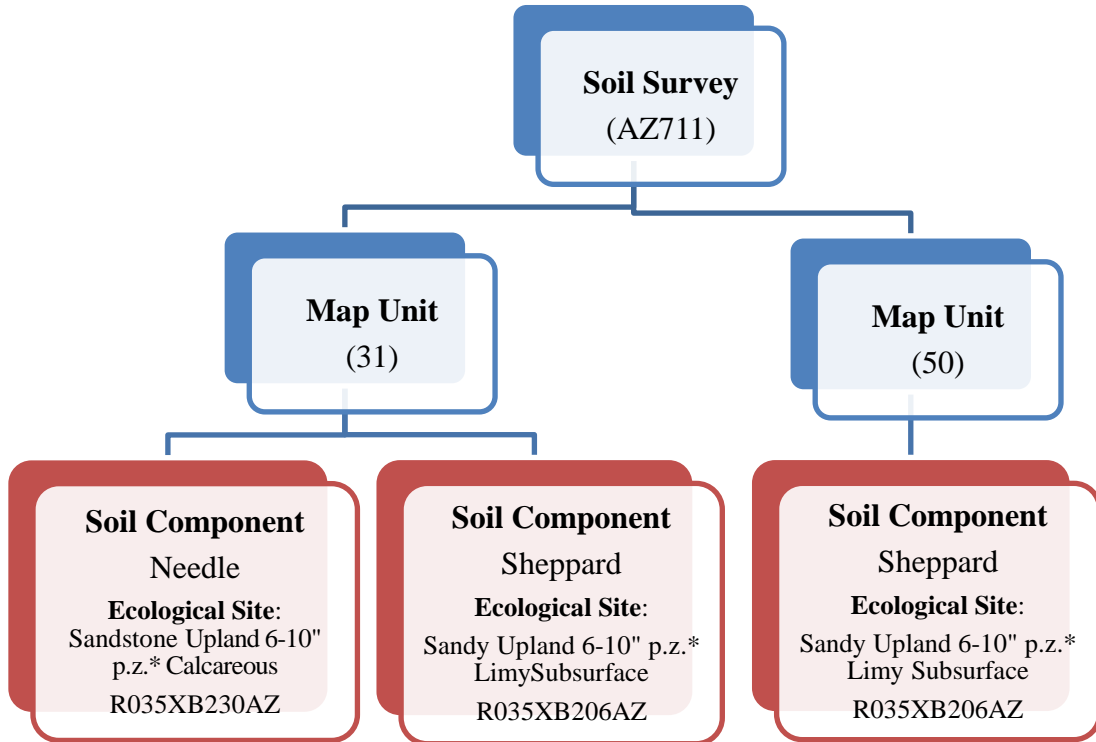 Soil Survey
(AZ711)
Map Unit
(31)
Map Unit
(50)
Soil Component
Needle
Ecological Site:
Sandstone Upland 6-10"
p.z.* Calcareous
R035XB230AZ
Soil Component
Sheppard
Ecological Site:
Sandy Upland 6-10" p.z.*
LimySubsurface
R035XB206AZ
Soil Component
Sheppard
Ecological Site:
Sandy Upland 6-10" p.z.*
Limy Subsurface
R035XB206AZ